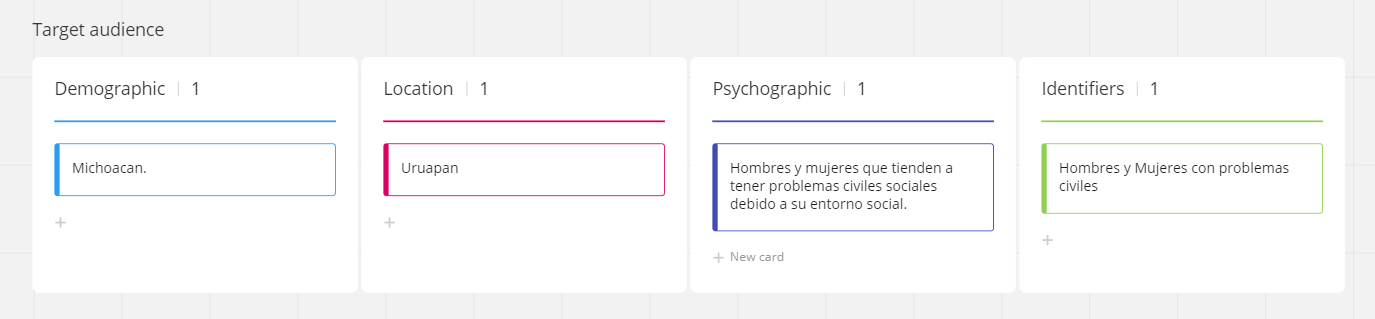 Target audience
Demographic 1
Location 1
Psychographic 1
Identifiers 1
Michoacan.
Uruapan
Hombres y mujeres que tienden a
tener problemas civiles sociales
debido a su entorno social.
Hombres y Mujeres con problemas
civiles
+
+
+ New card
+